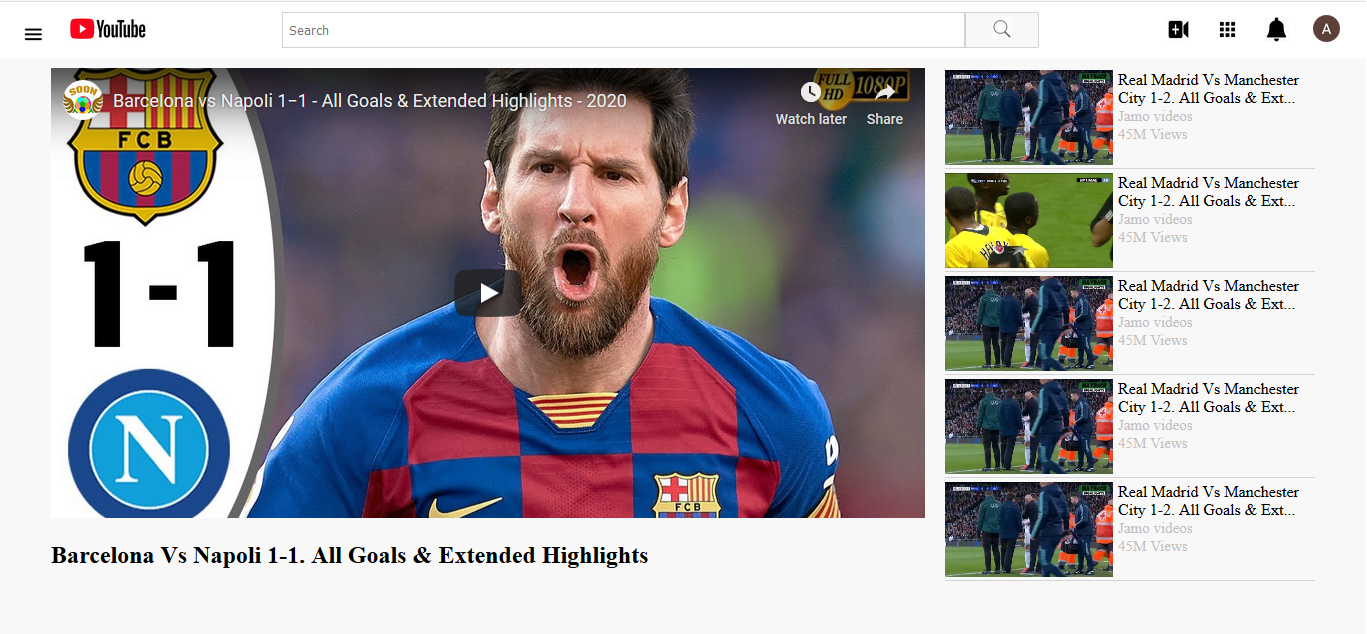 YouTube
Search
A
SOON
Barcelona vs Napoli 1−1 - All Goals & Extended Highlights - 2020
FULL
HD 1080P
Watch later
Share
FCB
1-1
N
FCB
Barcelona Vs Napoli 1-1. All Goals & Extended Highlights
Real Madrid Vs Manchester
City 1-2. All Goals & Ext...
Jamo videos
45M Views
Real Madrid Vs Manchester
City 1-2. All Goals & Ext...
Jamo videos
45M Views
Real Madrid Vs Manchester
City 1-2. All Goals & Ext...
Jamo videos
45M Views
Real Madrid Vs Manchester
City 1-2. All Goals & Ext...
Jamo videos
45M Views
Real Madrid Vs Manchester
City 1-2. All Goals & Ext...
Jamo videos
45M Views